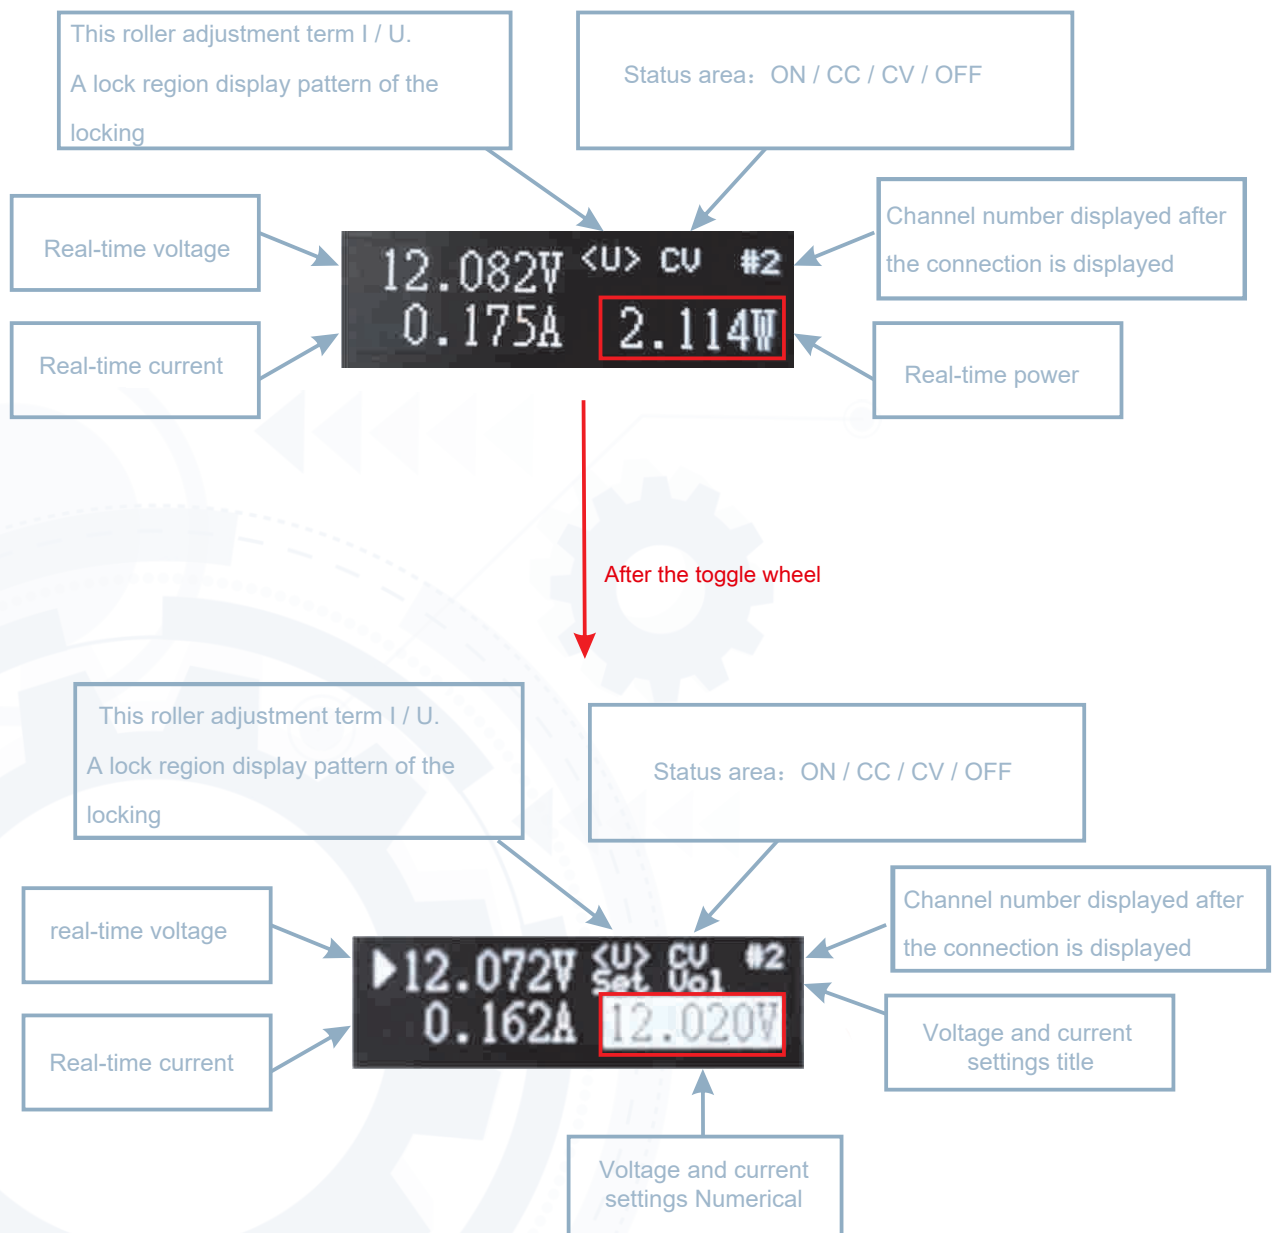 This roller adjustment term I / U.
A lock region display pattern of the
locking
Status area：ON / CC / CV / OFF
Real-time voltage
Channel number displayed after
the connection is displayed
12.082V <U> CV #2
0.175A 2.114W
Real-time current
Real-time power
After the toggle wheel
This roller adjustment term I / U.
A lock region display pattern of the
locking
Status area：ON / CC / CV / OFF
real-time voltage
Channel number displayed after
the connection is displayed
12.072V <U> CV #2
Set Vol
0.162A 12.020V
Real-time current
Voltage and current
settings title
Voltage and current
settings Numerical